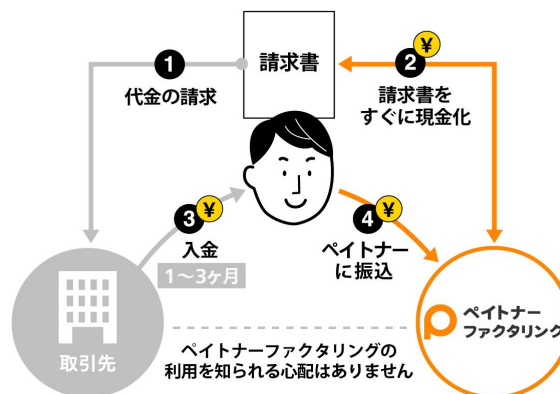 請求書
1
代金の請求
2
¥
請求書を
すぐに現金化
3
¥
入金
1〜3ヶ月
4
¥
ペイトナー
に振込
取引先
ペイトナー
ファクタリング
ペイトナーファクタリングの
利用を知られる心配はありません